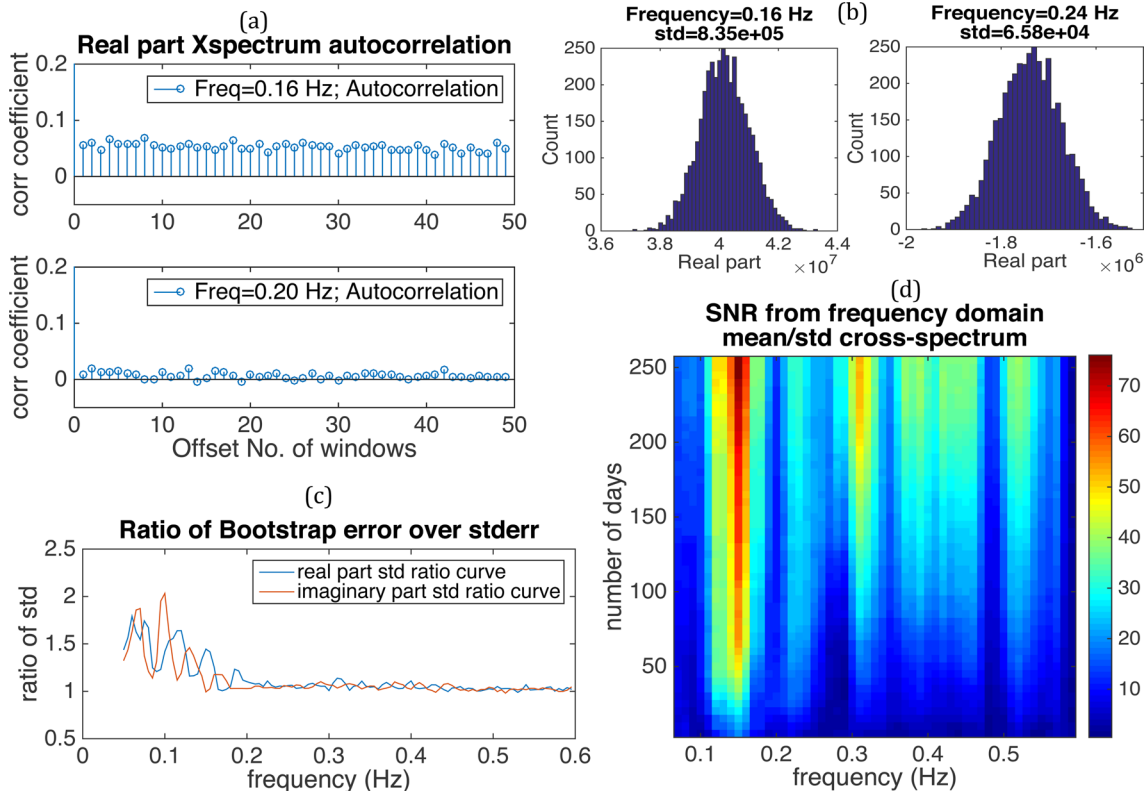 (a)
Real part Xspectrum autocorrelation
0.2
0.1
0
corr coefficient
Freq=0.16 Hz; Autocorrelation
0 10 20 30 40 50
0.2
0.1
0
corr coefficient
Freq=0.20 Hz; Autocorrelation
0 10 20 30 40 50
Offset No. of windows
(b)
Frequency=0.16 Hz
std=8.35e+05
250
200
150
100
50
0
Count
3.6 3.8 4 4.2 4.4
Real part
×10^7
Frequency=0.24 Hz
std=6.58e+04
250
200
150
100
50
0
Count
-2 -1.8 -1.6
Real part
×10^6
(c)
Ratio of Bootstrap error over stderr
2.5
2
1.5
1
0.5
ratio of std
real part std ratio curve
imaginary part std ratio curve
0 0.1 0.2 0.3 0.4 0.5 0.6
frequency (Hz)
(d)
SNR from frequency domain
mean/std cross-spectrum
250
200
150
100
50
number of days
0.1 0.2 0.3 0.4 0.5
frequency (Hz)
70
60
50
40
30
20
10